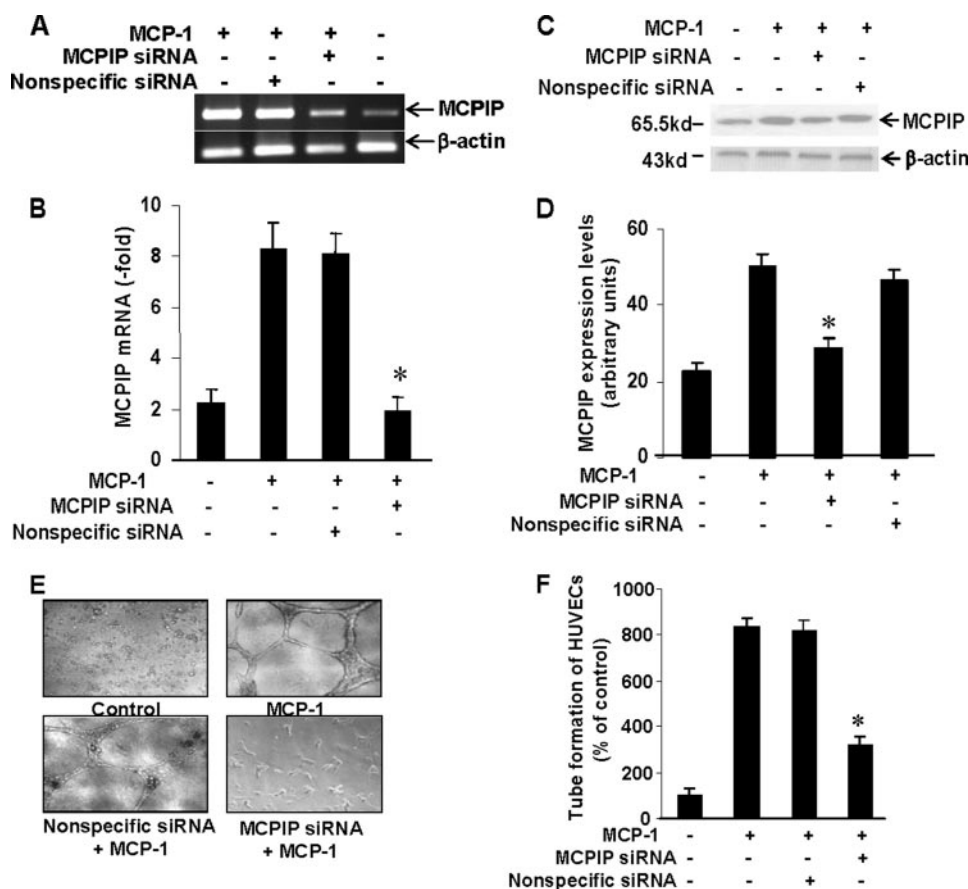 A
MCP-1 + + + -
MCPIP siRNA - - + -
Nonspecific siRNA - + - -
MCPIP
β-actin
B
MCPIP mRNA (-fold)
10
8
6
4
2
0
MCP-1 - + + +
MCPIP siRNA - - - +
Nonspecific siRNA - - + -
*
C
MCP-1 - + + +
MCPIP siRNA - - + -
Nonspecific siRNA - - - +
65.5kd
MCPIP
43kd
β-actin
D
MCPIP expression levels
(arbitrary units)
60
40
20
0
*
MCP-1 - + + +
MCPIP siRNA - - + -
Nonspecific siRNA - - - +
E
Control
MCP-1
Nonspecific siRNA
+ MCP-1
MCPIP siRNA
+ MCP-1
F
Tube formation of HUVECs
(% of control)
1000
800
600
400
200
0
*
MCP-1 - + + +
MCPIP siRNA - - - +
Nonspecific siRNA - - + -